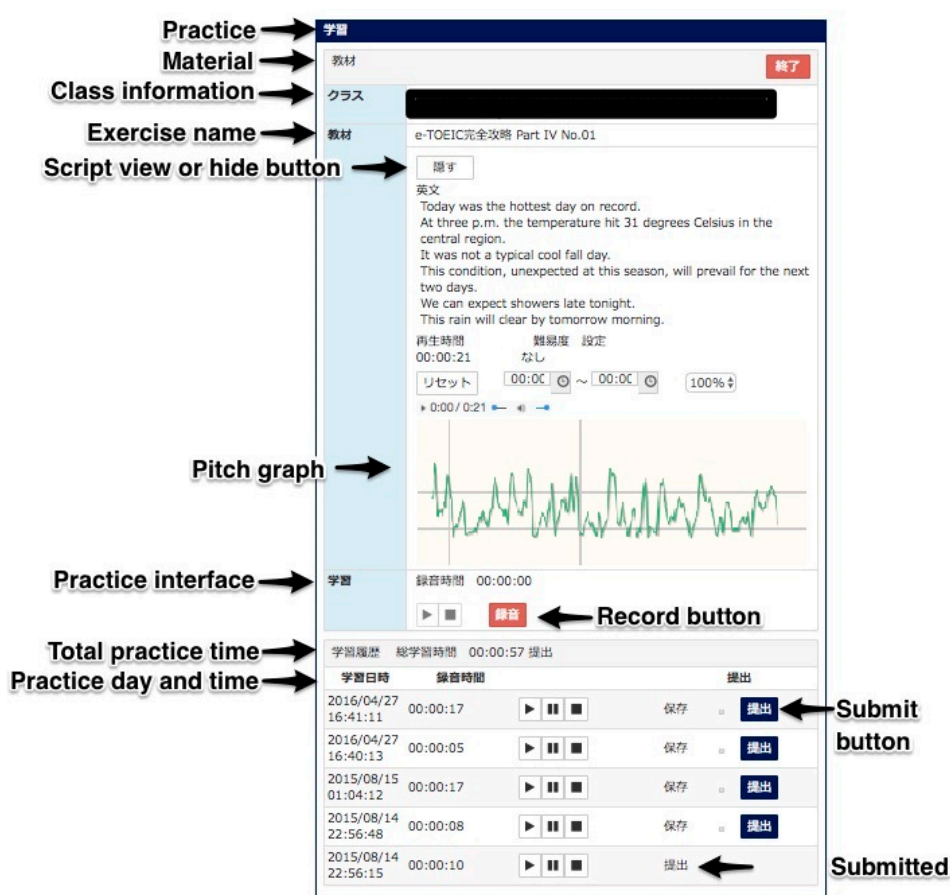 Practice
学習
Material
教材
終了
Class information
クラス
Exercise name
教材
e-TOEIC完全攻略 Part IV No.01
Script view or hide button
隠す
英文
Today was the hottest day on record.
At three p.m. the temperature hit 31 degrees Celsius in the
central region.
It was not a typical cool fall day.
This condition, unexpected at this season, will prevail for the next
two days.
We can expect showers late tonight.
This rain will clear by tomorrow morning.
再生時間 難易度 設定
00:00:21 なし
リセット 00:0C ～ 00:0C 100%
0:00 / 0:21
Pitch graph
Practice interface
学習
録音時間 00:00:00
録音
Record button
Total practice time
学習履歴 総学習時間 00:00:57 提出
Practice day and time
学習日時 録音時間 提出
2016/04/27
16:41:11
00:00:17 保存 提出
Submit
button
2016/04/27
16:40:13
00:00:05 保存 提出
2015/08/15
01:04:12
00:00:17 保存 提出
2015/08/14
22:56:48
00:00:08 保存 提出
2015/08/14
22:56:15
00:00:10 提出
Submitted